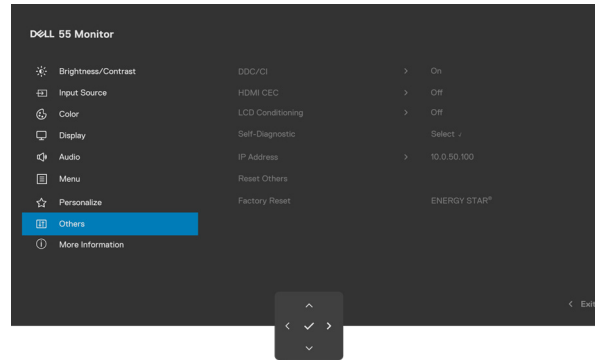 DELL 55 Monitor
Brightness/Contrast DDC/CI > On
Input Source HDMI CEC > Off
Color LCD Conditioning > Off
Display Self-Diagnostic Select ✓
Audio IP Address > 10.0.50.100
Menu Reset Others
Personalize Factory Reset ENERGY STAR®
Others
More Information
< Exit